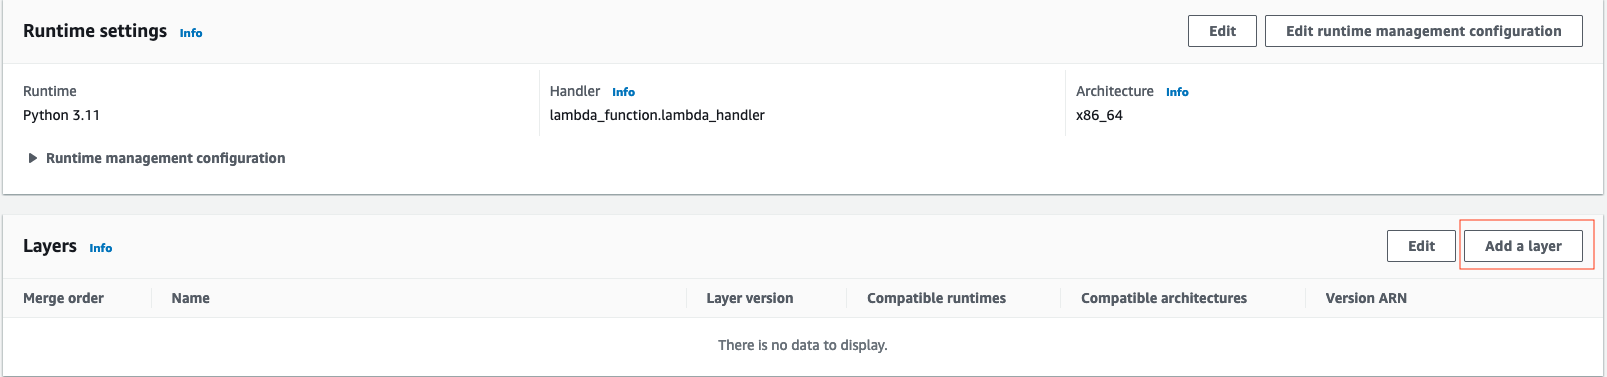 Runtime settings Info Edit Edit runtime management configuration
Runtime Handler Info Architecture Info
Python 3.11 lambda_function.lambda_handler x86_64
Runtime management configuration
Layers Info Edit Add a layer
Merge order Name Layer version Compatible runtimes Compatible architectures Version ARN
There is no data to display.